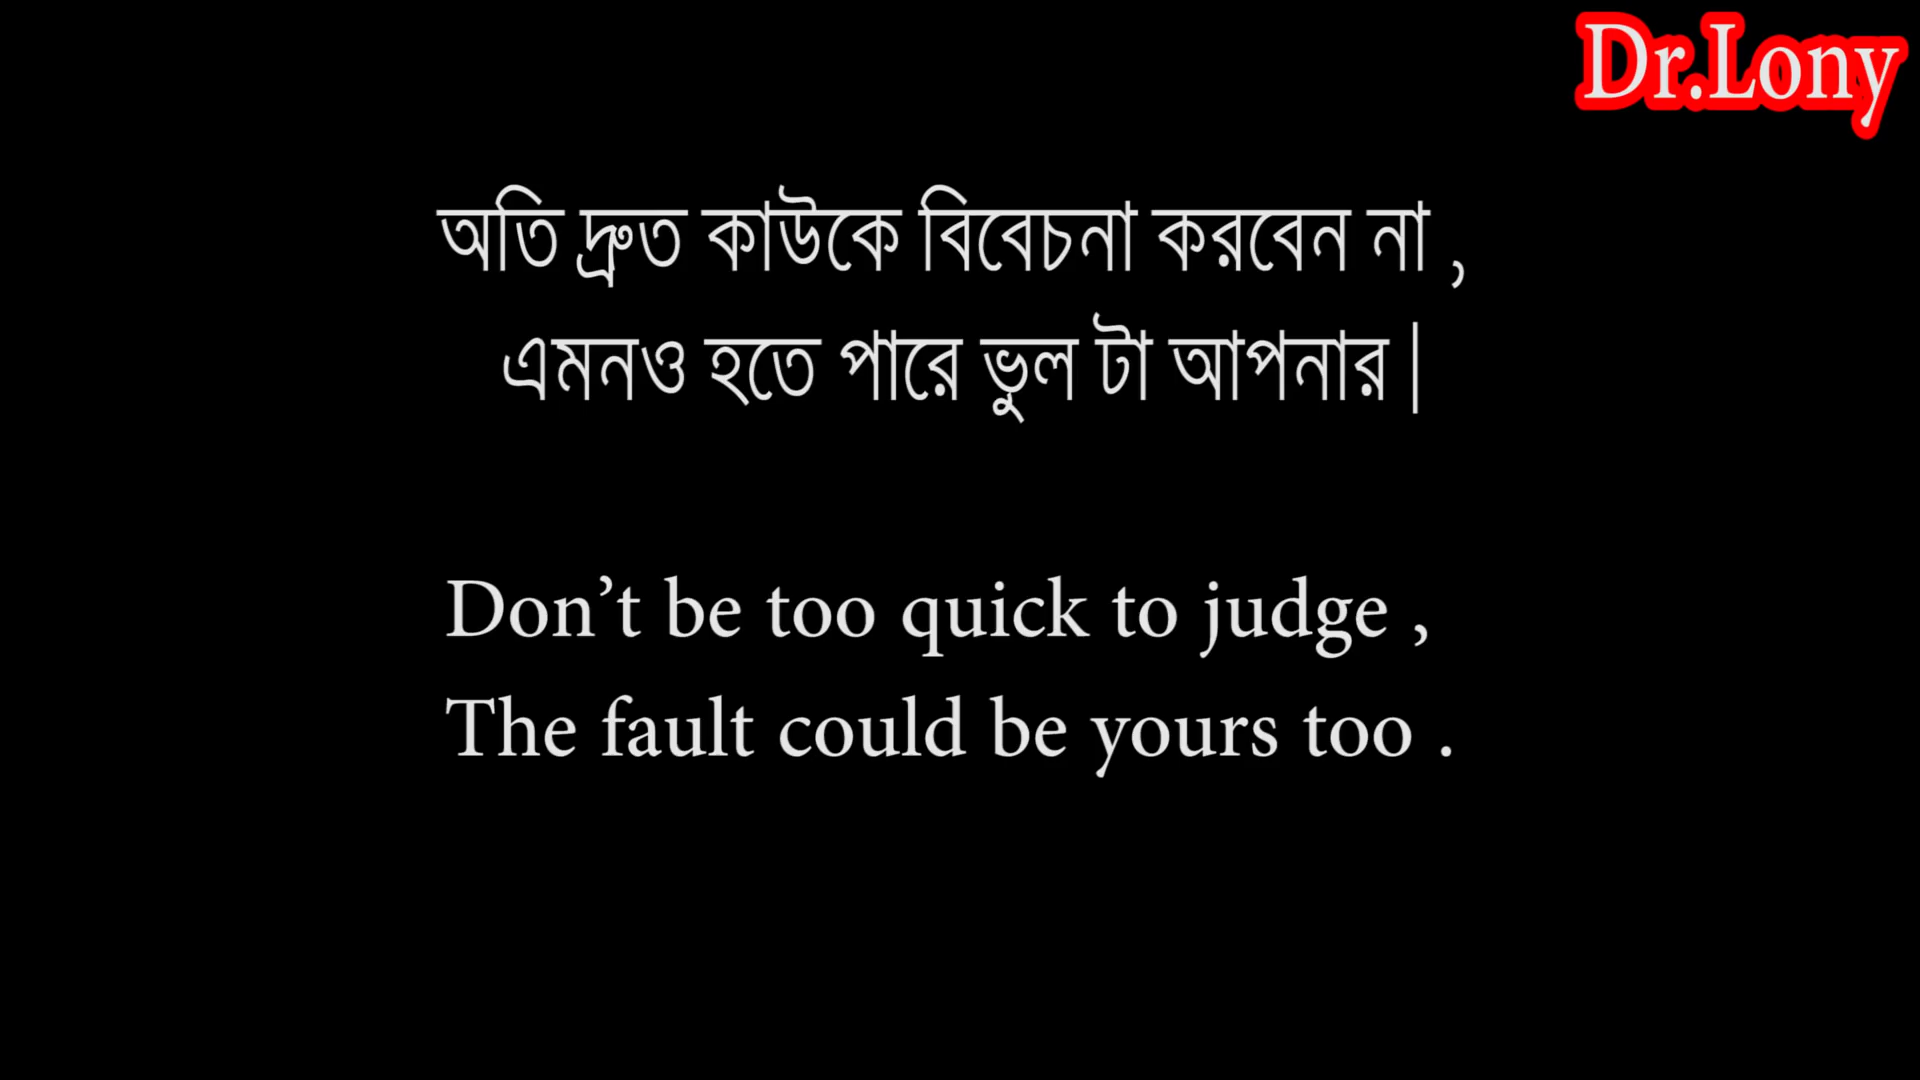 Dr.Lony
অতি দ্রুত কাউকে বিবেচনা করবেন না ,
এমনও হতে পারে ভুল টা আপনার |
Don’t be too quick to judge ,
The fault could be yours too .